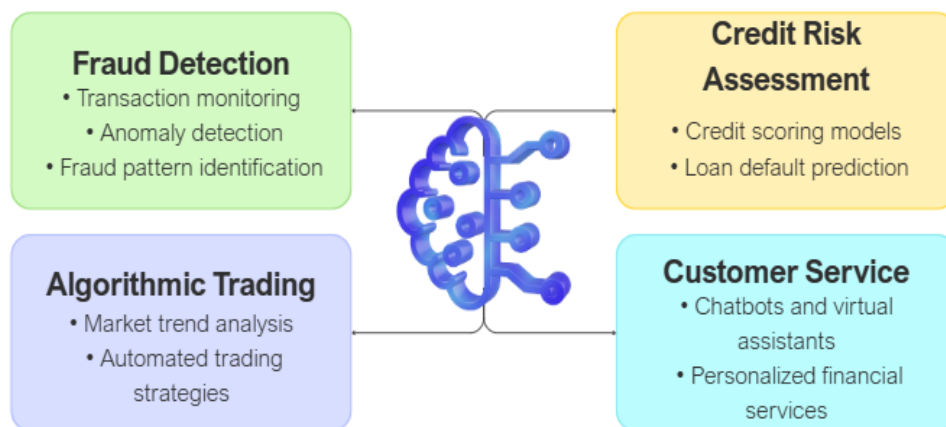 Fraud Detection
• Transaction monitoring
• Anomaly detection
• Fraud pattern identification
Credit Risk
Assessment
• Credit scoring models
• Loan default prediction
Algorithmic Trading
• Market trend analysis
• Automated trading
strategies
Customer Service
• Chatbots and virtual
assistants
• Personalized financial
services